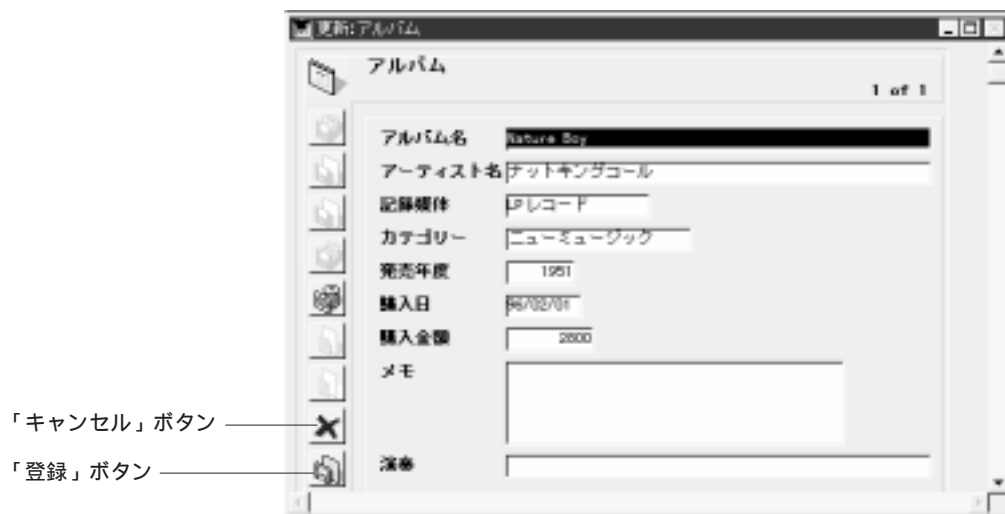 更新:アルバム
アルバム
1 of 1
アルバム名 Nature Boy
アーティスト名 ナットキングコール
記録媒体 LPレコード
カテゴリー ニューミュージック
発売年度 1951
購入日 96/02/01
購入金額 2800
メモ
「キャンセル」ボタン
「登録」ボタン
演奏